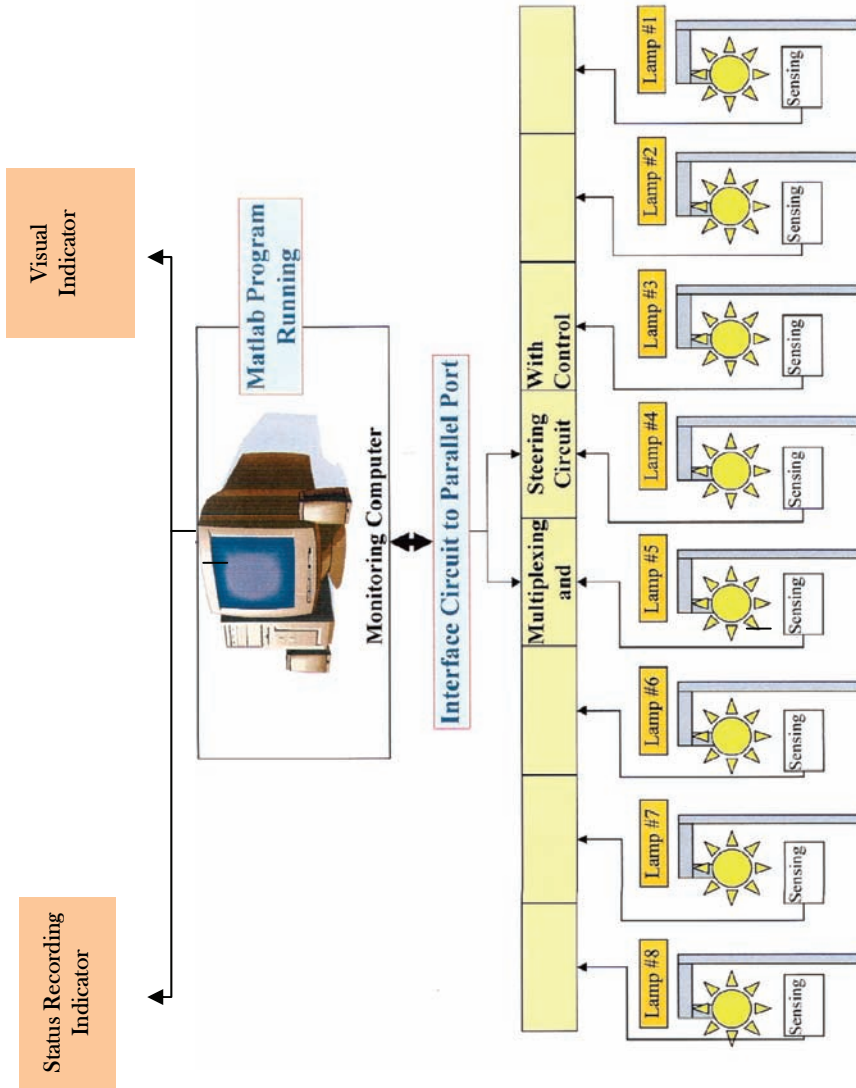 Status Recording
Indicator
Visual
Indicator
Matlab Program
Running
Monitoring Computer
Interface Circuit to Parallel Port
Multiplexing
and
Steering
Circuit
With
Control
Lamp #8
Lamp #7
Lamp #6
Lamp #5
Lamp #4
Lamp #3
Lamp #2
Lamp #1
Sensing
Sensing
Sensing
Sensing
Sensing
Sensing
Sensing
Sensing